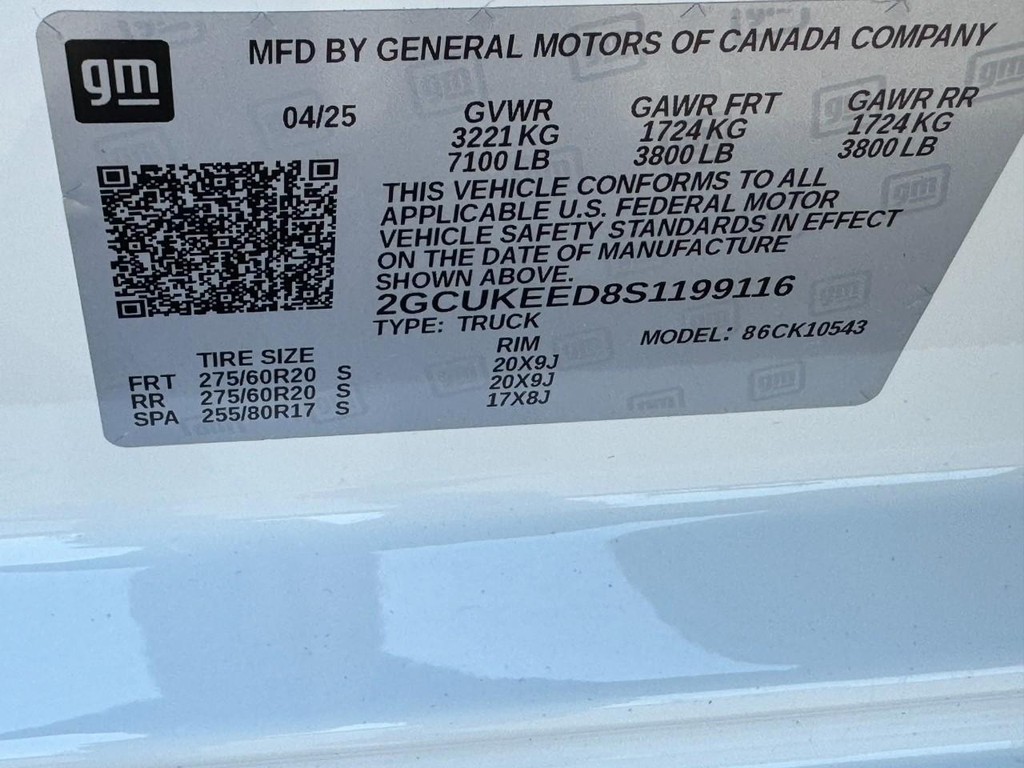 gm
MFD BY GENERAL MOTORS OF CANADA COMPANY
04/25 GVWR GAWR FRT GAWR RR
3221 KG 1724 KG 1724 KG
7100 LB 3800 LB 3800 LB
THIS VEHICLE CONFORMS TO ALL
APPLICABLE U.S. FEDERAL MOTOR
VEHICLE SAFETY STANDARDS IN EFFECT
ON THE DATE OF MANUFACTURE
SHOWN ABOVE.
2GCUKEED8S1199116
TYPE: TRUCK MODEL: 86CK10543
TIRE SIZE RIM
FRT 275/60R20 S 20X9J
RR 275/60R20 S 20X9J
SPA 255/80R17 S 17X8J